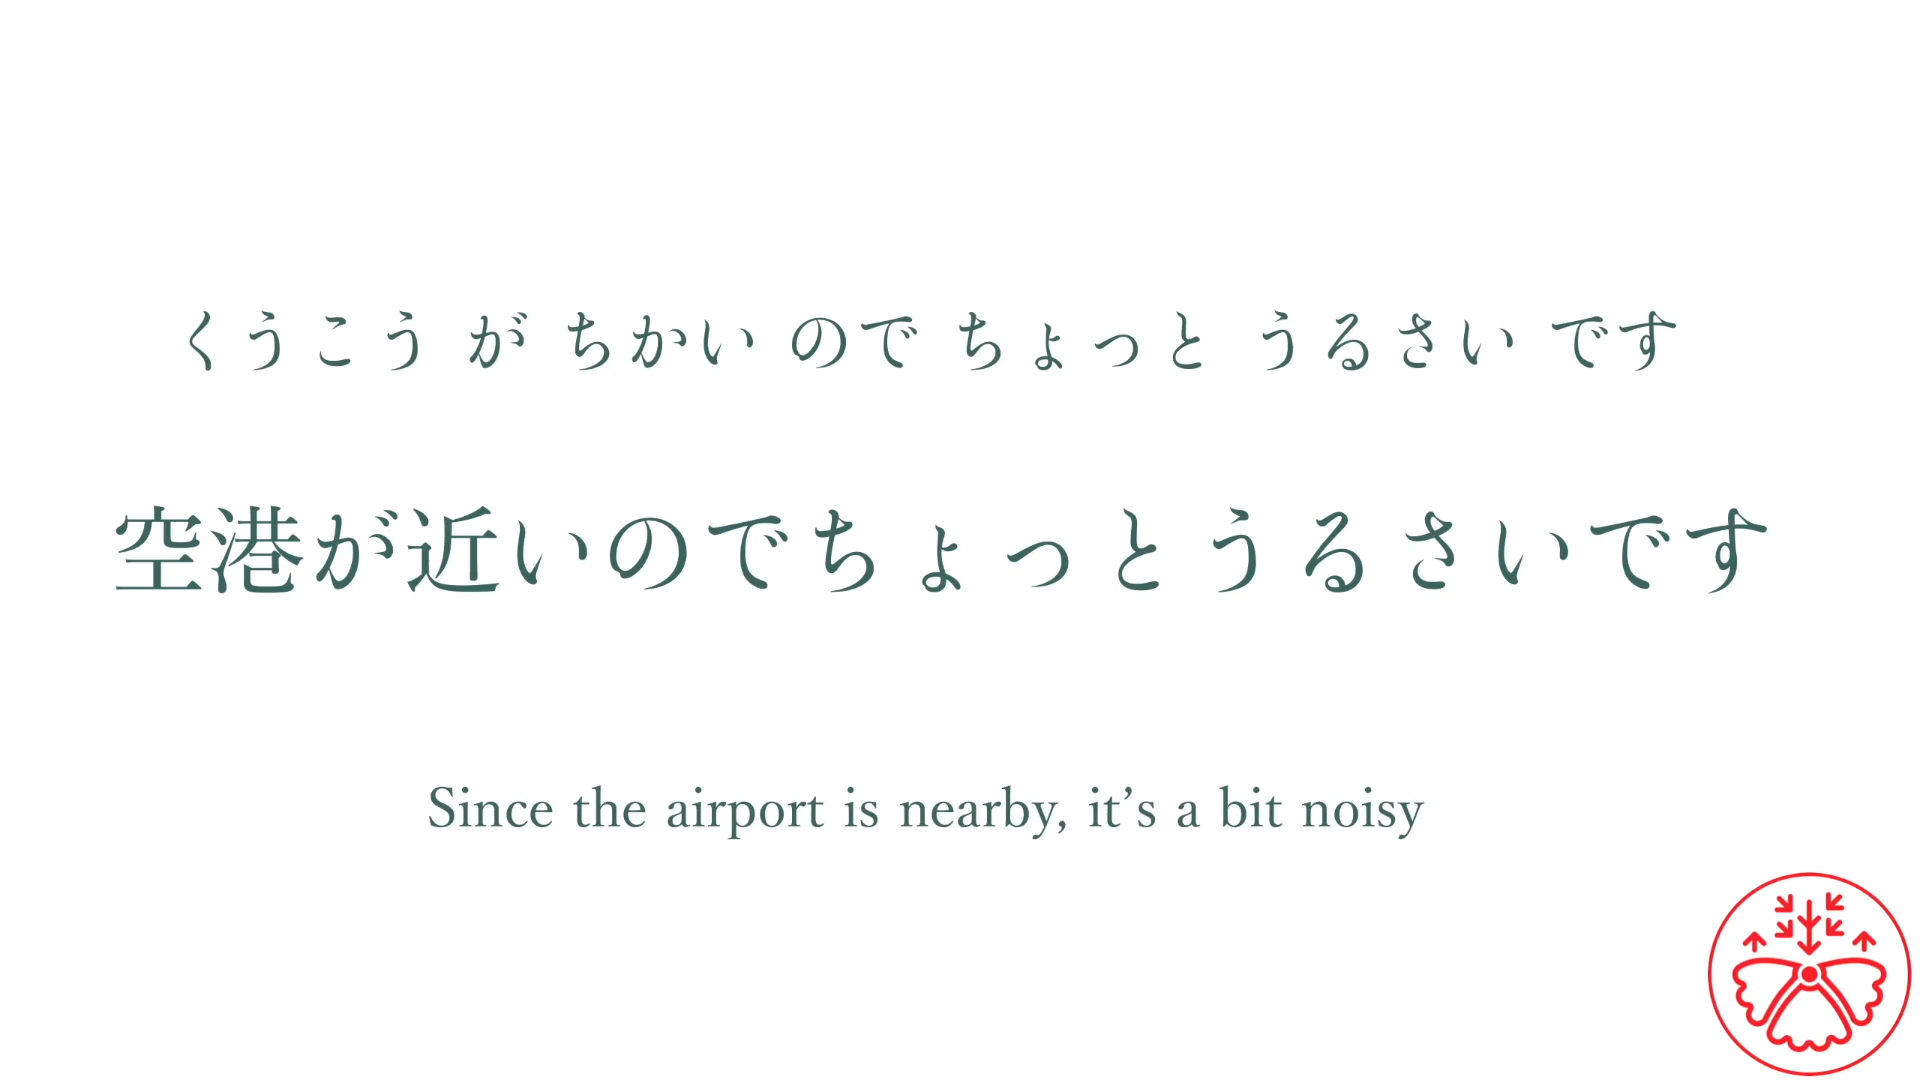 くうこう が ちかい ので ちょっと うるさい です
空港が近いのでちょっとうるさいです
Since the airport is nearby, it’s a bit noisy